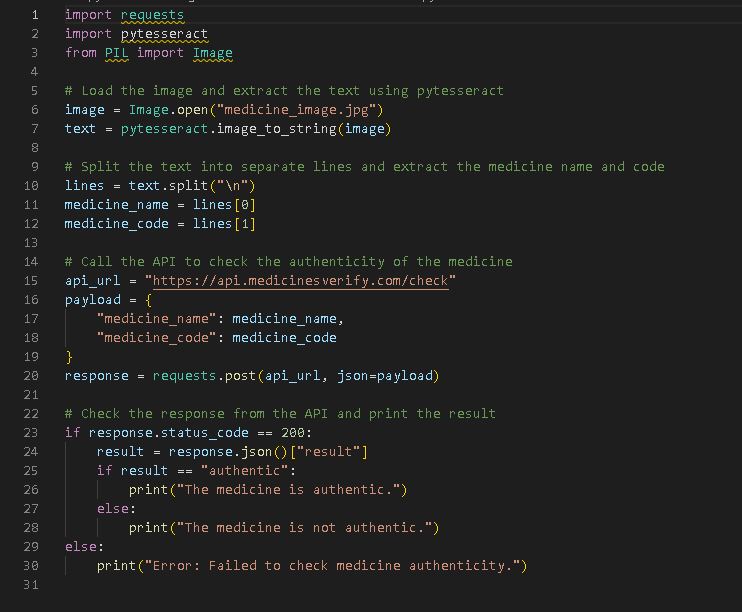 1 import requests
2 import pytesseract
3 from PIL import Image
4
5 # Load the image and extract the text using pytesseract
6 image = Image.open("medicine_image.jpg")
7 text = pytesseract.image_to_string(image)
8
9 # Split the text into separate lines and extract the medicine name and code
10 lines = text.split("\n")
11 medicine_name = lines[0]
12 medicine_code = lines[1]
13
14 # Call the API to check the authenticity of the medicine
15 api_url = "https://api.medicinesverify.com/check"
16 payload = {
17     "medicine_name": medicine_name,
18     "medicine_code": medicine_code
19 }
20 response = requests.post(api_url, json=payload)
21
22 # Check the response from the API and print the result
23 if response.status_code == 200:
24     result = response.json()["result"]
25     if result == "authentic":
26         print("The medicine is authentic.")
27     else:
28         print("The medicine is not authentic.")
29 else:
30     print("Error: Failed to check medicine authenticity.")
31